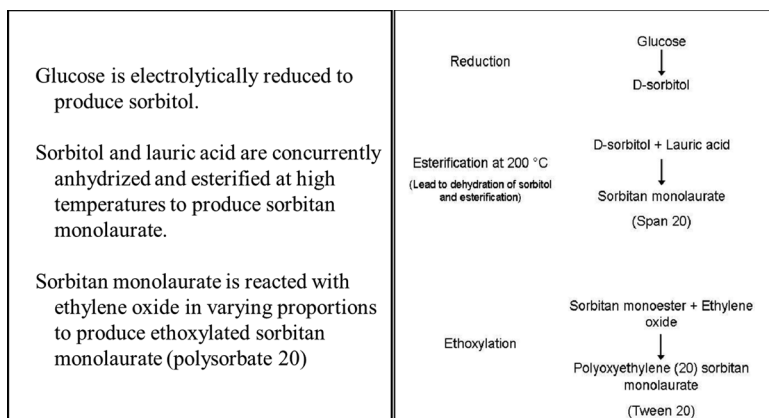 Glucose is electrolytically reduced to
produce sorbitol.
Sorbitol and lauric acid are concurrently
anhydrized and esterified at high
temperatures to produce sorbitan
monolaurate.
Sorbitan monolaurate is reacted with
ethylene oxide in varying proportions
to produce ethoxylated sorbitan
monolaurate (polysorbate 20)
Reduction
Glucose
D-sorbitol
Esterification at 200 °C
(Lead to dehydration of sorbitol
and esterification)
D-sorbitol + Lauric acid
Sorbitan monolaurate
(Span 20)
Ethoxylation
Sorbitan monoester + Ethylene
oxide
Polyoxyethylene (20) sorbitan
monolaurate
(Tween 20)